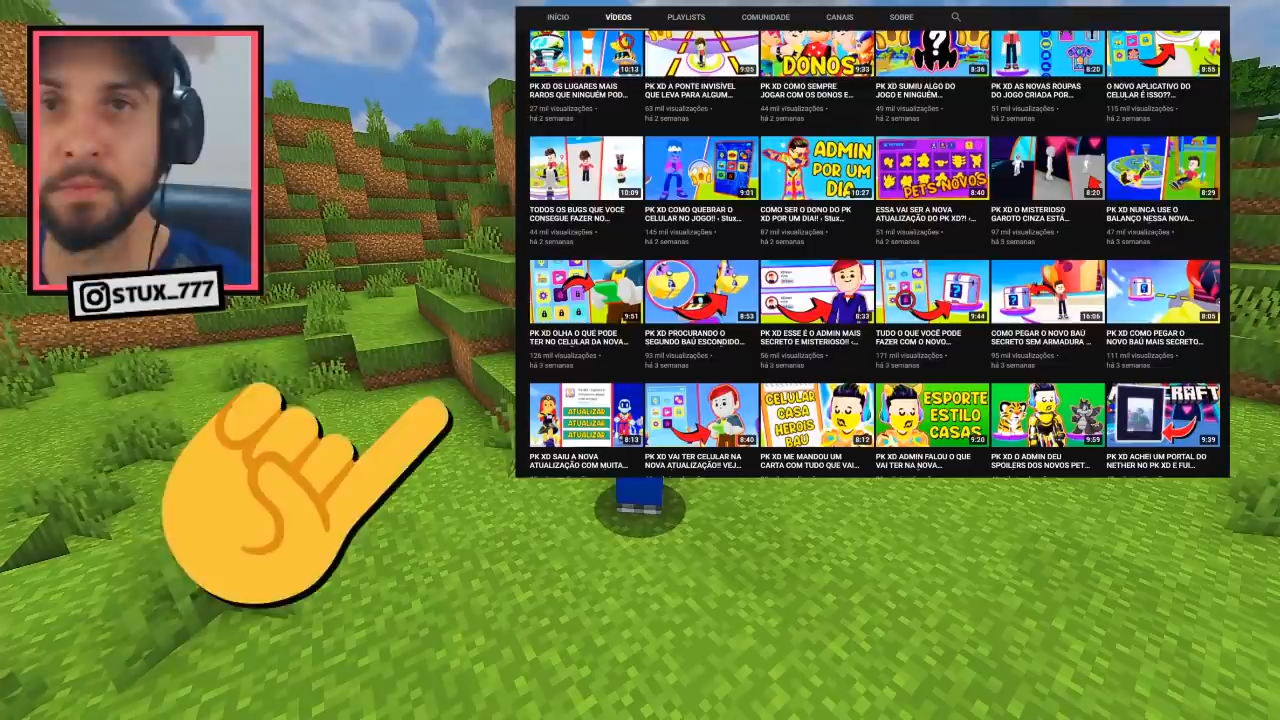 INÍCIO VÍDEOS PLAYLISTS COMUNIDADE CANAIS SOBRE
10:13 9:05 DONOS 9:33 ? 8:36 8:20 8:56
PK XD OS LUGARES MAIS
RAROS QUE NINGUÉM POD...
27 mil visualizações •
há 2 semanas
PK XD A PONTE INVISÍVEL
QUE LEVA PARA ALGUM...
63 mil visualizações •
há 2 semanas
PK XD COMO SEMPRE
JOGAR COM OS DONOS E...
44 mil visualizações •
há 2 semanas
PK XD SUMIU ALGO DO
JOGO E NINGUÉM...
49 mil visualizações •
há 2 semanas
PK XD AS NOVAS ROUPAS
DO JOGO CRIADA POR...
51 mil visualizações •
há 2 semanas
O NOVO APLICATIVO DO
CELULAR É ISSO??...
115 mil visualizações •
há 2 semanas
STUX_777
10:09
TODOS OS BUGS QUE VOCÊ
CONSEGUE FAZER NO...
44 mil visualizações •
há 2 semanas
9:01
PK XD COMO QUEBRAR O
CELULAR NO JOGO!! ‹ Stux...
145 mil visualizações •
há 2 semanas
ADMIN
POR UM
DIA
10:27
COMO SER O DONO DO PK
XD POR UM DIA!! ‹ Stux...
87 mil visualizações •
há 2 semanas
PETS NOVOS
8:40
ESSA VAI SER A NOVA
ATUALIZAÇÃO DO PK XD?! ‹...
51 mil visualizações •
há 2 semanas
8:20
PK XD O MISTERIOSO
GAROTO CINZA ESTÁ...
97 mil visualizações •
há 3 semanas
8:29
PK XD NUNCA USE O
BALANÇO NESSA NOVA...
47 mil visualizações •
há 3 semanas
9:51
PK XD OLHA O QUE PODE
TER NO CELULAR DA NOVA...
126 mil visualizações •
há 3 semanas
8:53
PK XD PROCURANDO O
SEGUNDO BAÚ ESCONDIDO...
93 mil visualizações •
há 3 semanas
8:33
PK XD ESSE É O ADMIN MAIS
SECRETO E MISTERIOSO!! ‹...
56 mil visualizações •
há 3 semanas
?
9:44
TUDO O QUE VOCÊ PODE
FAZER COM O NOVO...
171 mil visualizações •
há 3 semanas
?
16:06
COMO PEGAR O NOVO BAÚ
SECRETO SEM ARMADURA ...
95 mil visualizações •
há 3 semanas
?
8:05
PK XD COMO PEGAR O
NOVO BAÚ MAIS SECRETO...
111 mil visualizações •
há 3 semanas
ATUALIZAR
ATUALIZAR
ATUALIZAR
8:13
PK XD SAIU A NOVA
ATUALIZAÇÃO COM MUITA...
8:40
PK XD VAI TER CELULAR NA
NOVA ATUALIZAÇÃO!! VEJ...
CELULAR
CASA
HEROIS
BAU
8:12
PK XD ME MANDOU UM
CARTA COM TUDO QUE VAI...
ESPORTE
ESTILO
CASAS
9:20
PK XD ADMIN FALOU O QUE
VAI TER NA NOVA...
9:59
PK XD O ADMIN DEU
SPOILERS DOS NOVOS PET...
CRAFT
9:39
PK XD ACHEI UM PORTAL DO
NETHER NO PK XD E FUI...